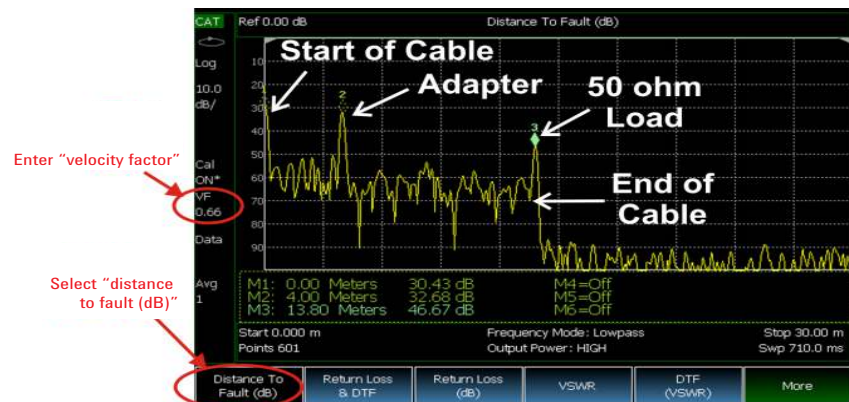 CAT
Ref 0.00 dB
Distance To Fault (dB)
Log
10.0
dB/
Cal
ON*
VF
0.66
Data
Avg
1
10
20
30
40
50
60
70
80
90
Start of Cable
Adapter
50 ohm
Load
End of
Cable
2
3
Enter “velocity factor”
Select “distance
to fault (dB)”
M1: 0.00 Meters 30.43 dB M4=Off
M2: 4.00 Meters 32.68 dB M5=Off
M3: 13.80 Meters 46.67 dB M6=Off
Start 0.000 m
Frequency Mode: Lowpass
Stop 30.00 m
Points 601
Output Power: HIGH
Swp 710.0 ms
Distance To
Fault (dB)
Return Loss
& DTF
Return Loss
(dB)
VSWR
DTF
(VSWR)
More